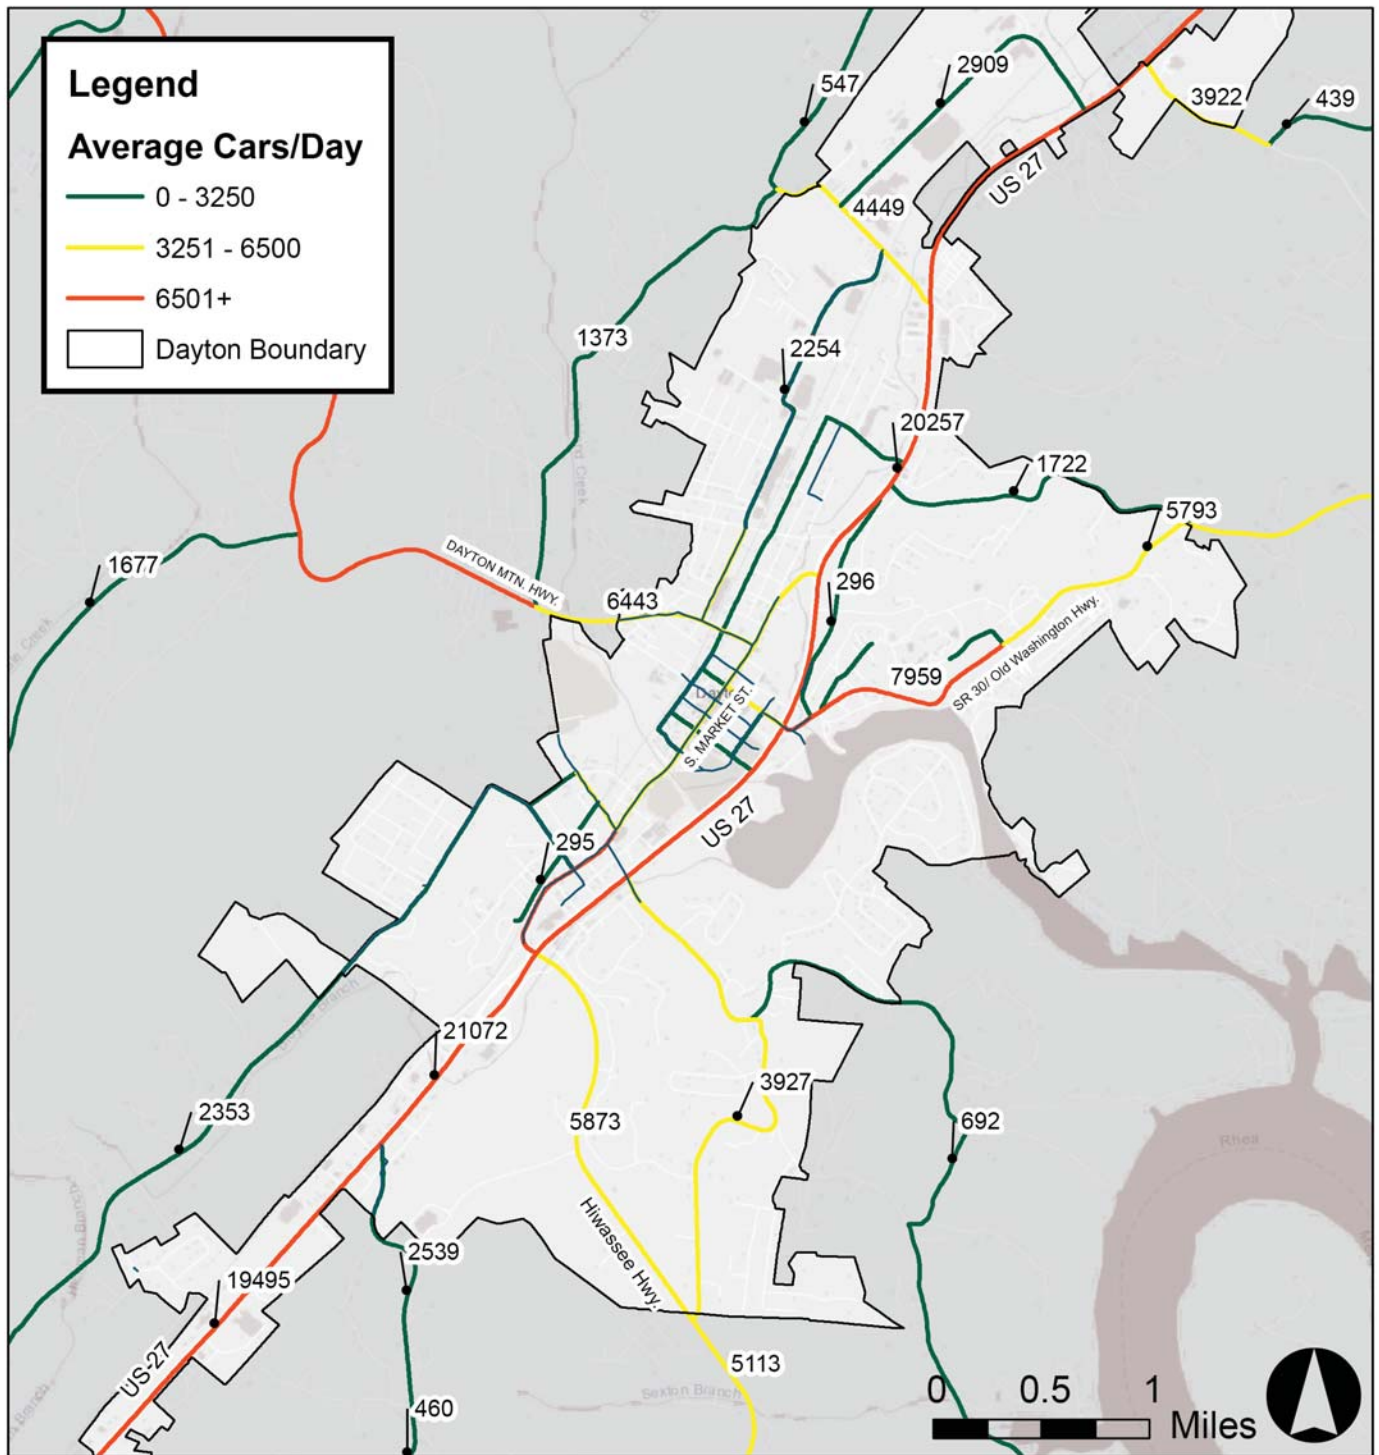 Legend
Average Cars/Day
0 - 3250
3251 - 6500
6501+
Dayton Boundary
547
2909
3922
439
US 27
4449
1373
2254
20257
1722
5793
1677
DAYTON MTN. HWY.
6443
296
7959
SR 30/ Old Washington Hwy.
S. MARKET ST.
US 27
295
21072
3927
2353
5873
692
Rhea
Hiwassee Hwy.
2539
19495
US-27
5113
Sexton Branch
460
0 0.5 1
Miles